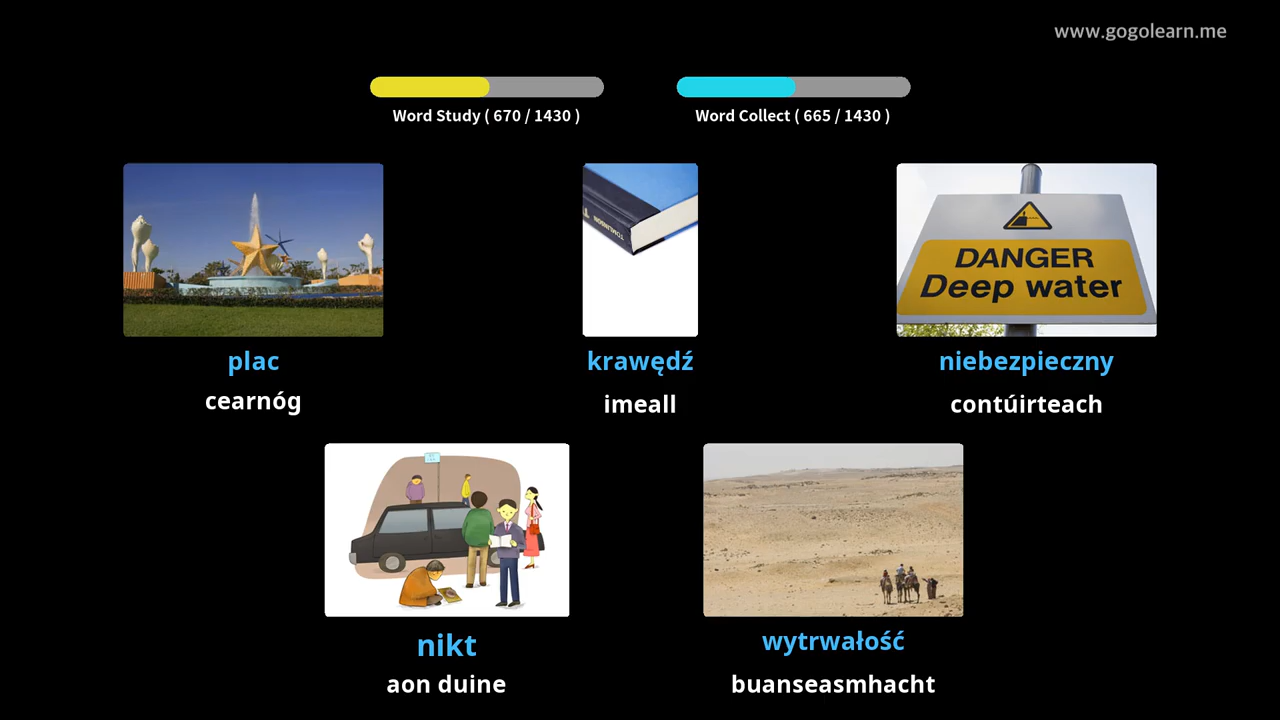 www.gogolearn.me
Word Study ( 670 / 1430 )
Word Collect ( 665 / 1430 )
TOMLINSON
DANGER
Deep water
plac
krawędź
niebezpieczny
cearnóg
imeall
contúirteach
nikt
wytrwałość
aon duine
buanseasmhacht